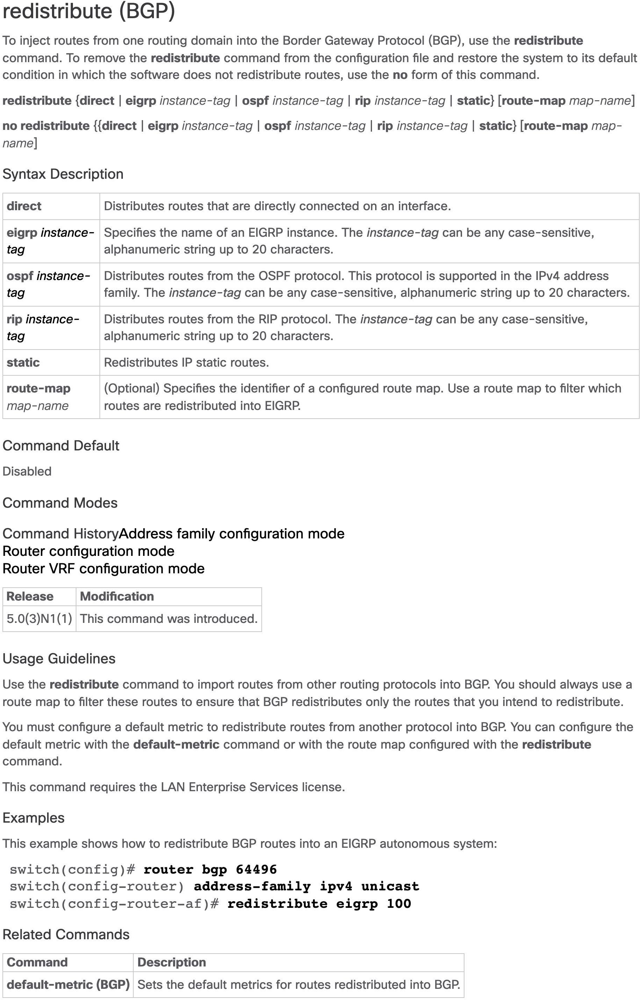 redistribute (BGP)
To inject routes from one routing domain into the Border Gateway Protocol (BGP), use the redistribute
command. To remove the redistribute command from the configuration file and restore the system to its default
condition in which the software does not redistribute routes, use the no form of this command.
redistribute {direct | eigrp instance-tag | ospf instance-tag | rip instance-tag | static} [route-map map-name]
no redistribute {{direct | eigrp instance-tag | ospf instance-tag | rip instance-tag | static} [route-map map-
name]
Syntax Description
direct Distributes routes that are directly connected on an interface.
eigrp instance- Specifies the name of an EIGRP instance. The instance-tag can be any case-sensitive,
tag alphanumeric string up to 20 characters.
ospf instance- Distributes routes from the OSPF protocol. This protocol is supported in the IPv4 address
tag family. The instance-tag can be any case-sensitive, alphanumeric string up to 20 characters.
rip instance- Distributes routes from the RIP protocol. The instance-tag can be any case-sensitive,
tag alphanumeric string up to 20 characters.
static Redistributes IP static routes.
route-map (Optional) Specifies the identifier of a configured route map. Use a route map to filter which
map-name routes are redistributed into EIGRP.
Command Default
Disabled
Command Modes
Command HistoryAddress family configuration mode
Router configuration mode
Router VRF configuration mode
Release Modification
5.0(3)N1(1) This command was introduced.
Usage Guidelines
Use the redistribute command to import routes from other routing protocols into BGP. You should always use a
route map to filter these routes to ensure that BGP redistributes only the routes that you intend to redistribute.
You must configure a default metric to redistribute routes from another protocol into BGP. You can configure the
default metric with the default-metric command or with the route map configured with the redistribute
command.
This command requires the LAN Enterprise Services license.
Examples
This example shows how to redistribute BGP routes into an EIGRP autonomous system:
switch(config)# router bgp 64496
switch(config-router) address-family ipv4 unicast
switch(config-router-af)# redistribute eigrp 100
Related Commands
Command Description
default-metric (BGP) Sets the default metrics for routes redistributed into BGP.